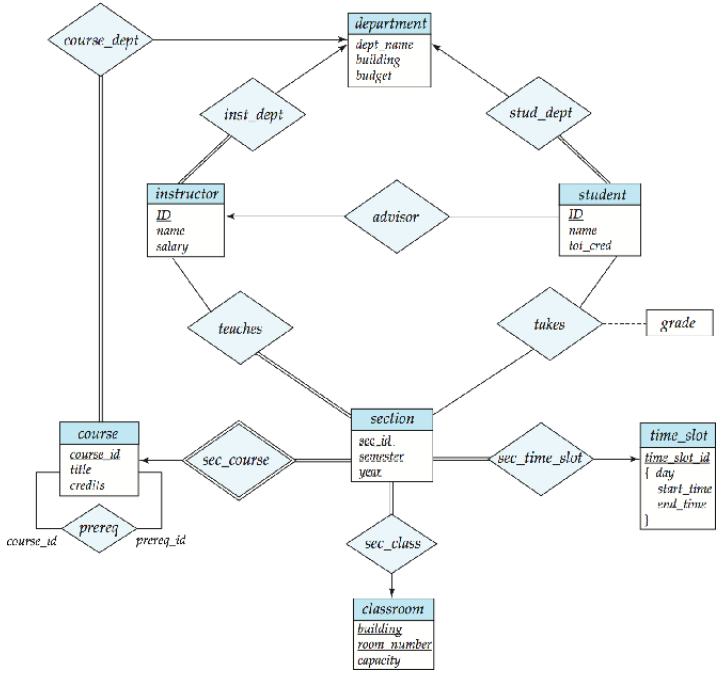 department
course_dept
dept_name
building
budget
inst_dept
stud_dept
instructor
ID
name
salary
advisor
student
ID
name
tot_cred
teaches
takes
grade
section
sec_id
semester
year
course
course_id
title
credits
sec_course
sec_time_slot
time_slot
time_slot_id
{ day
start_time
end_time
}
prereq
course_id
prereq_id
sec_class
classroom
building
room_number
capacity